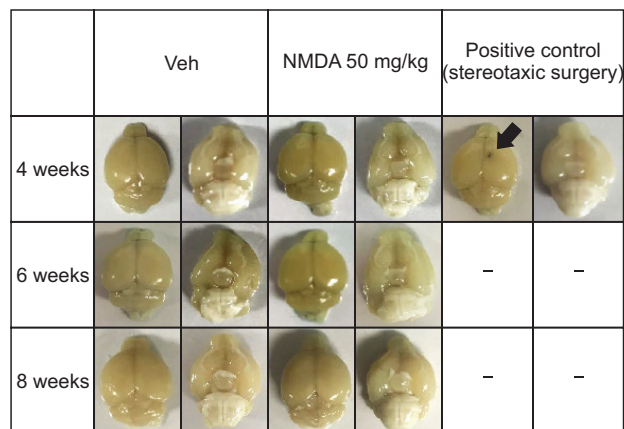 Veh
NMDA 50 mg/kg
Positive control
(stereotaxic surgery)
4 weeks
6 weeks
–
–
8 weeks
–
–